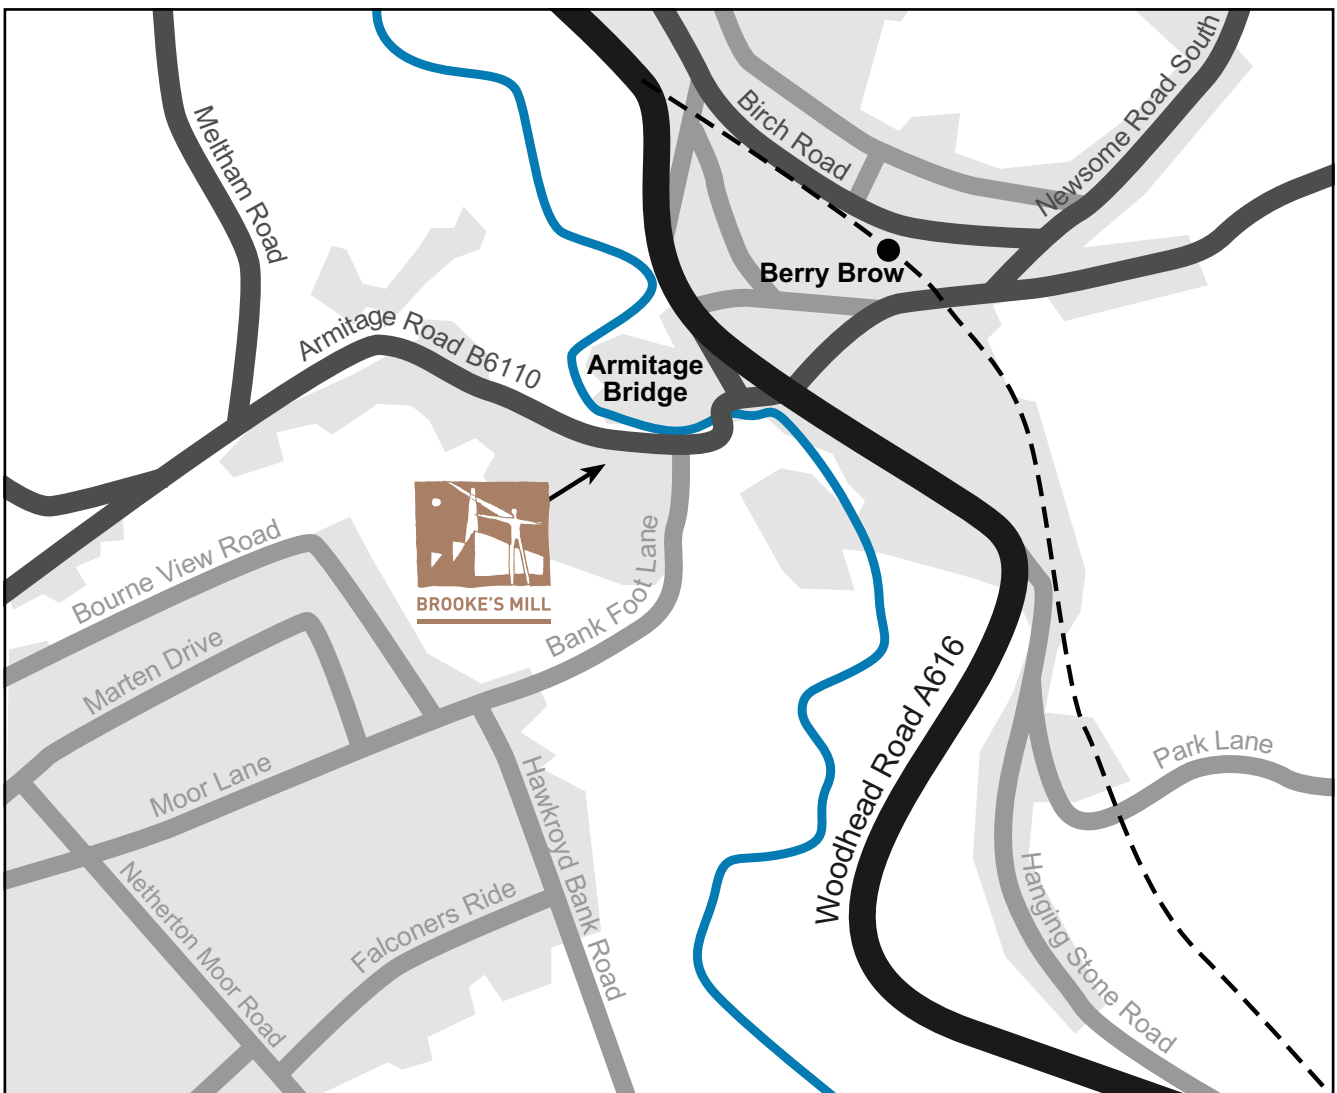 Meltham Road
Birch Road
Newsome Road South
Berry Brow
Armitage Road B6110
Armitage
Bridge
BROOKE'S MILL
Bourne View Road
Bank Foot Lane
Marten Drive
Moor Lane
Woodhead Road A616
Park Lane
Hawkroyd Bank Road
Netherton Moor Road
Falconers Ride
Hanging Stone Road